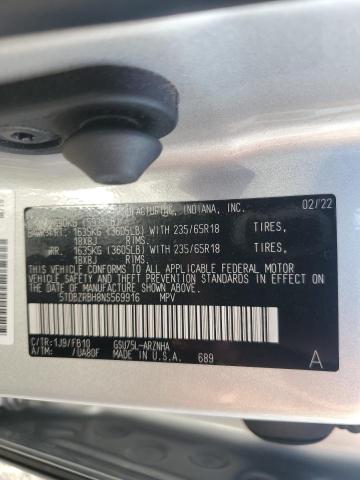 MANUFACTURING, INDIANA, INC. 02/22
1635KG (3605LB) WITH 235/65R18 TIRES,
18X8J RIMS.
RR. 1635KG (3605LB) WITH 235/65R18 TIRES,
18X8J RIMS.
THIS VEHICLE CONFORMS TO ALL APPLICABLE FEDERAL MOTOR
VEHICLE SAFETY AND THEFT PREVENTION STANDARDS IN EFFECT
ON THE DATE OF MANUFACTURE SHOWN ABOVE.
5TDBZRBH8NS569916 MPV
C/TR:1J9/FB10 GSU75L-ARZNHA
A/TM: /UA80F MADE IN U.S.A. 689 A